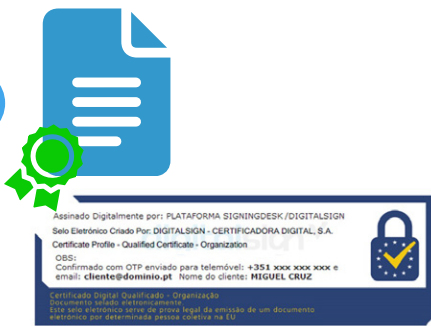 Assinado Digitalmente por: PLATAFORMA SIGNINGDESK /DIGITALSIGN
Selo Eletrónico Criado Por: DIGITALSIGN - CERTIFICADORA DIGITAL, S.A.
Certificate Profile - Qualified Certificate - Organization
OBS:
Confirmado com OTP enviado para telemóvel: +351 xxx xxx xxx e
email: cliente@dominio.pt Nome do cliente: MIGUEL CRUZ
Certificado Digital Qualificado - Organização
Documento selado eletronicamente.
Este selo eletrónico serve de prova legal da emissão de um documento
eletrónico por determinada pessoa coletiva na EU